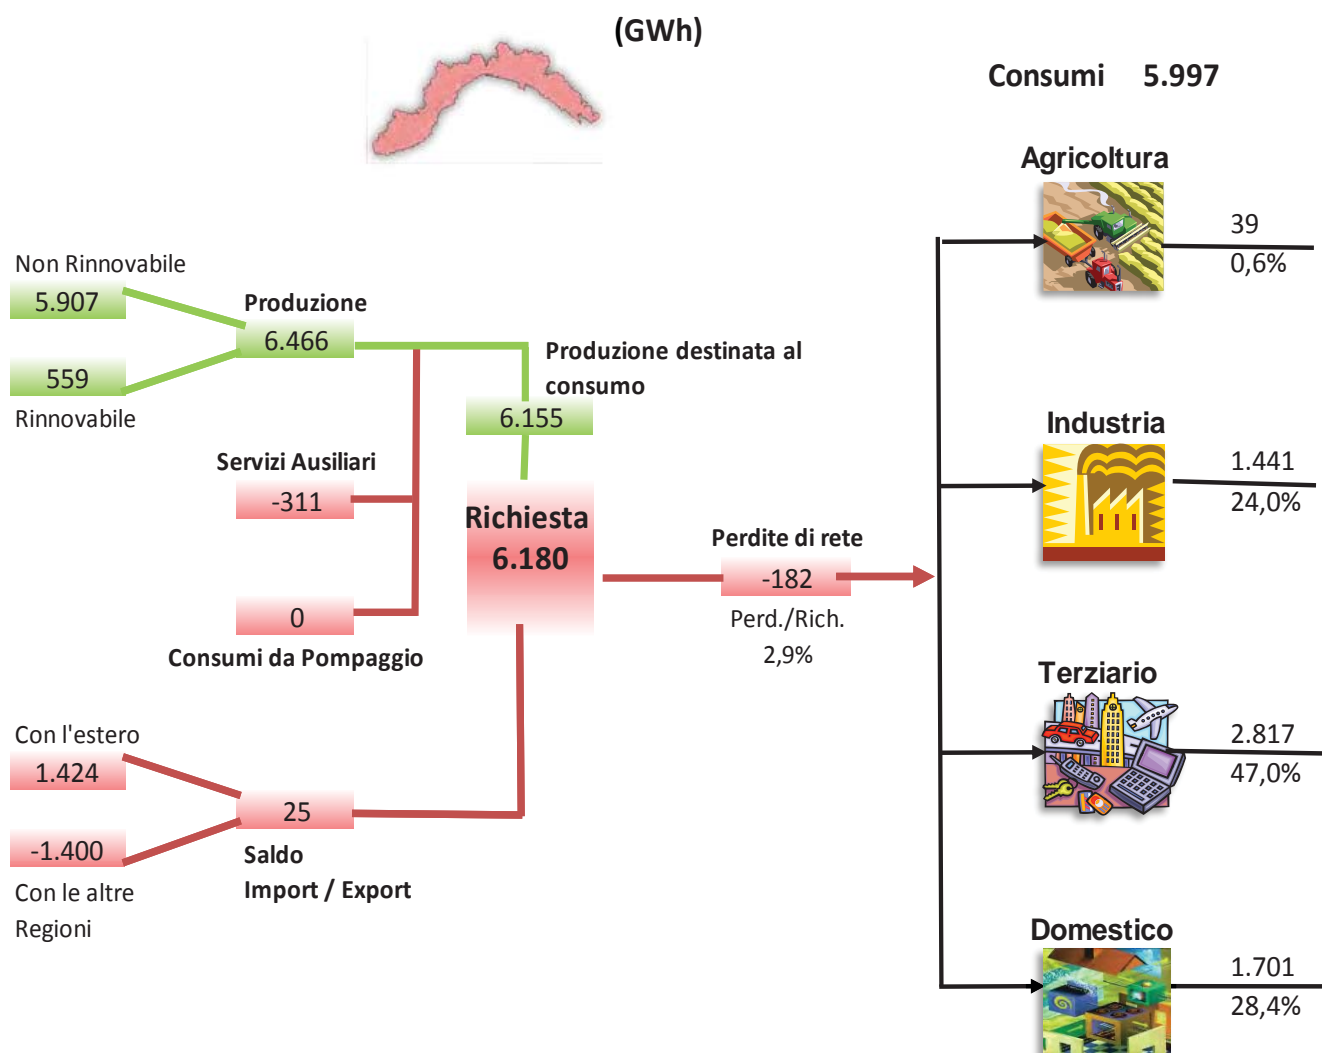 (GWh)
Consumi 5.997
Agricoltura
39
0,6%
Non Rinnovabile
5.907
Produzione
6.466
559
Rinnovabile
Produzione destinata al
consumo
6.155
Servizi Ausiliari
-311
0
Consumi da Pompaggio
Richiesta
6.180
Perdite di rete
-182
Perd./Rich.
2,9%
Industria
1.441
24,0%
Terziario
2.817
47,0%
Con l'estero
1.424
25
-1.400
Con le altre
Regioni
Saldo
Import / Export
Domestico
1.701
28,4%